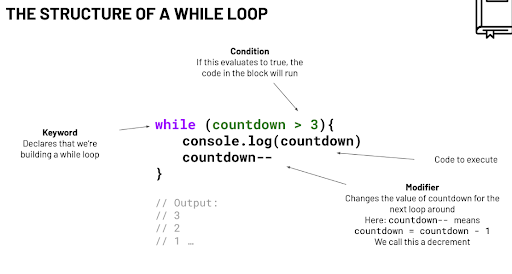 THE STRUCTURE OF A WHILE LOOP
Condition
If this evaluates to true, the
code in the block will run
Keyword
Declares that we're
building a while loop
while (countdown > 3){
console.log(countdown)
countdown--
}
Code to execute
Modifier
Changes the value of countdown for the
next loop around
Here: countdown-- means
countdown = countdown - 1
We call this a decrement
// Output:
// 3
// 2
// 1 …